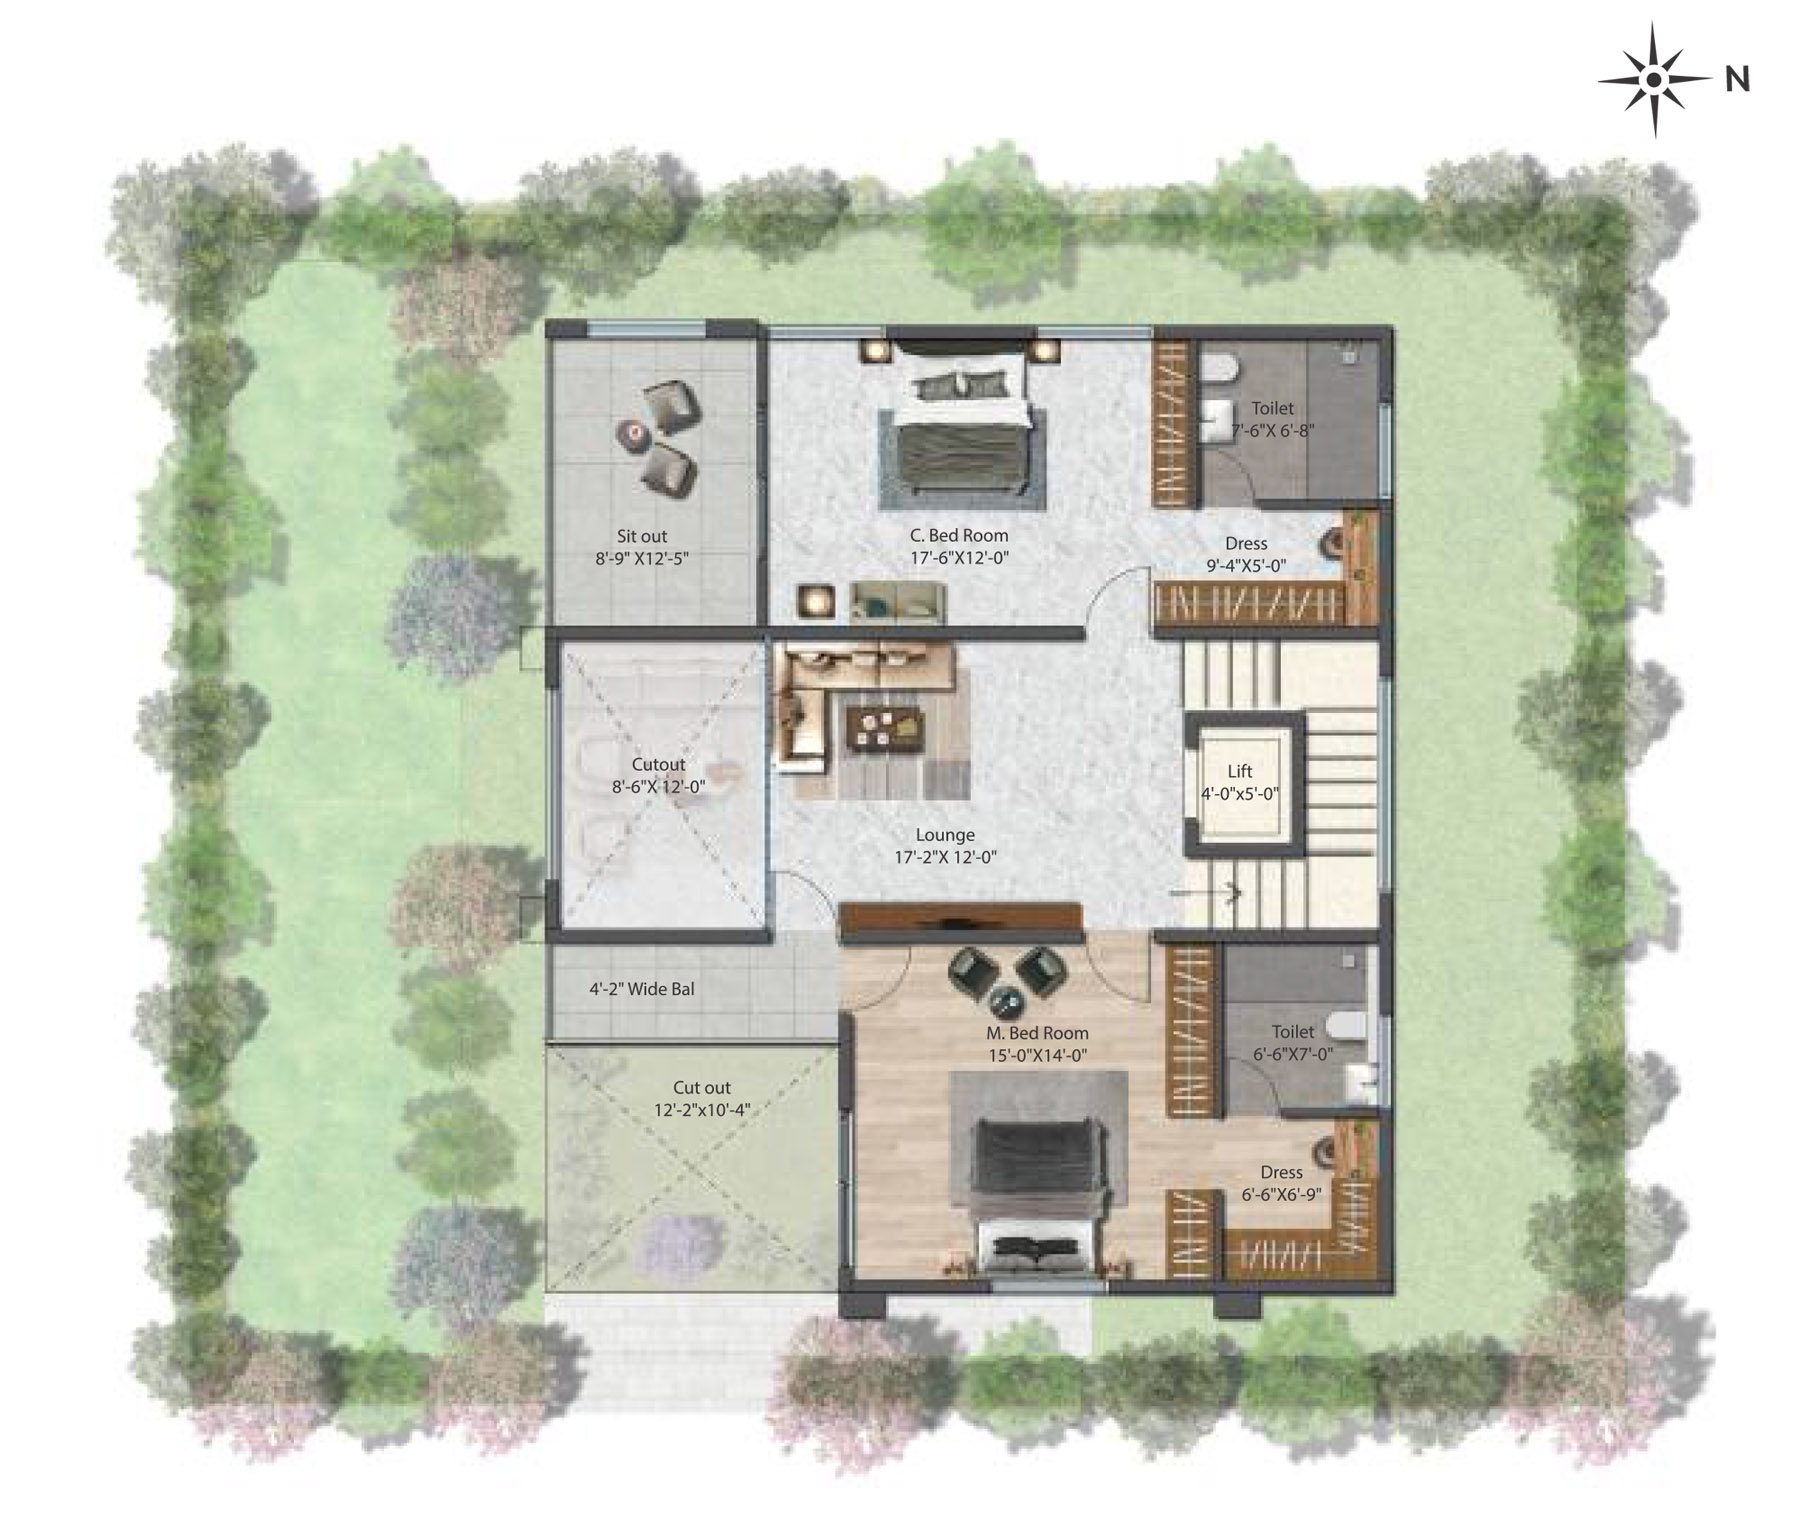 N
Toilet
7'-6"X 6'-8"
Sit out
8'-9" X12'-5"
C. Bed Room
17'-6"X12'-0"
Dress
9'-4"X5'-0"
Cutout
8'-6"X 12'-0"
Lift
4'-0"x5'-0"
Lounge
17'-2"X 12'-0"
4'-2" Wide Bal
M. Bed Room
15'-0"X14'-0"
Toilet
6'-6"X7'-0"
Cut out
12'-2"x10'-4"
Dress
6'-6"X6'-9"